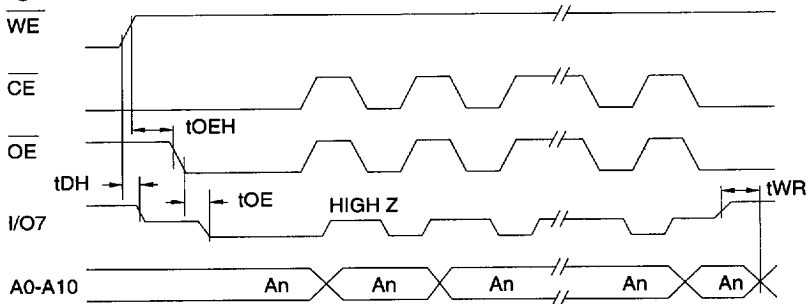 WE
CE
tOEH
OE
tDH
tOE
tWR
HIGH Z
I/O7
A0-A10 An An An An An